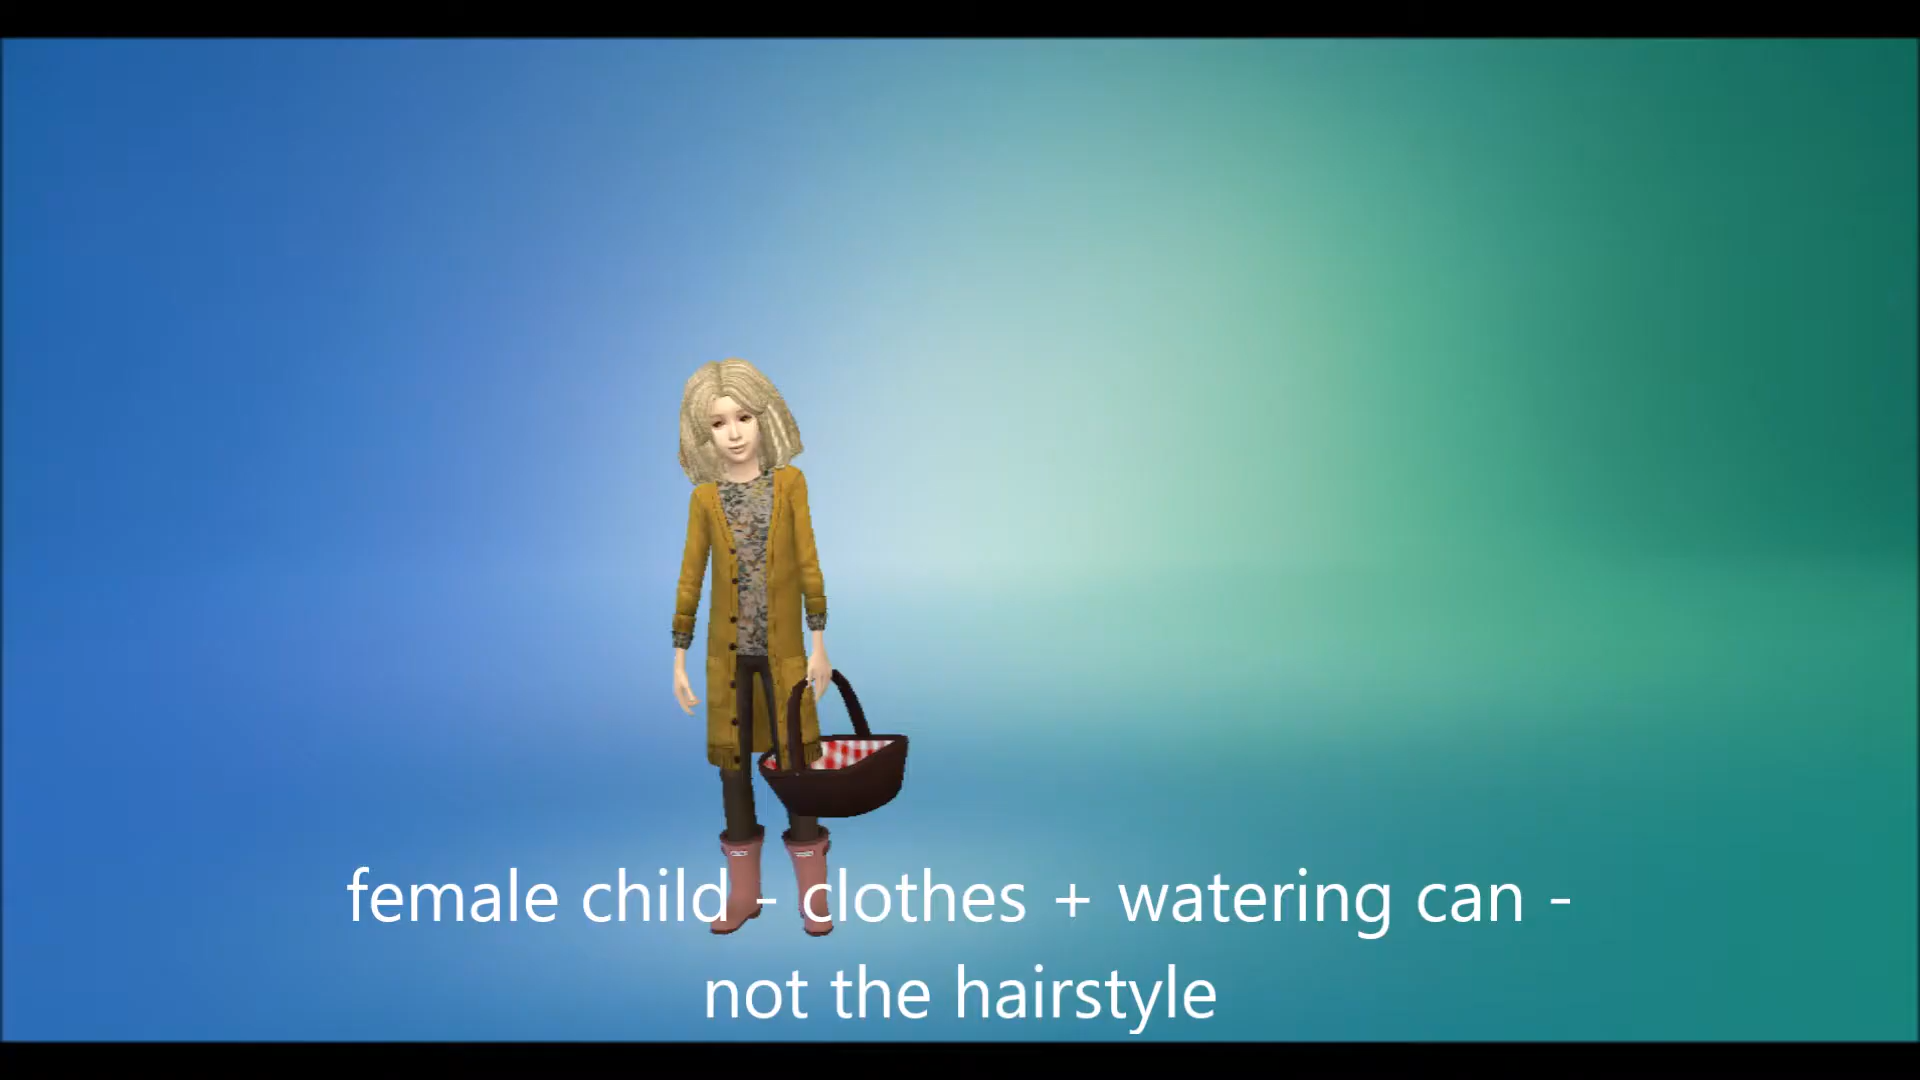 female child - clothes + watering can -
not the hairstyle